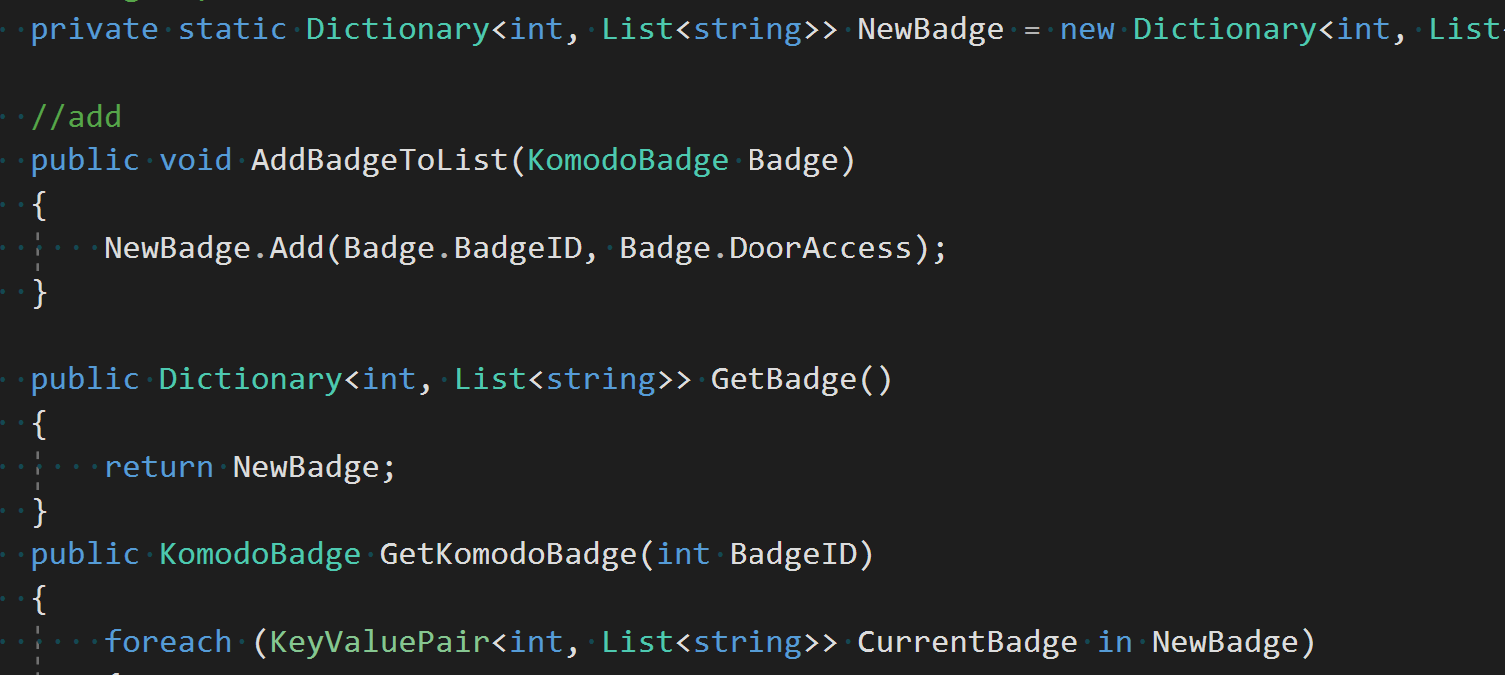 private static Dictionary<int, List<string>> NewBadge = new Dictionary<int, List
//add
public void AddBadgeToList(KomodoBadge Badge)
{
NewBadge.Add(Badge.BadgeID, Badge.DoorAccess);
}
public Dictionary<int, List<string>> GetBadge()
{
return NewBadge;
}
public KomodoBadge GetKomodoBadge(int BadgeID)
{
foreach (KeyValuePair<int, List<string>> CurrentBadge in NewBadge)